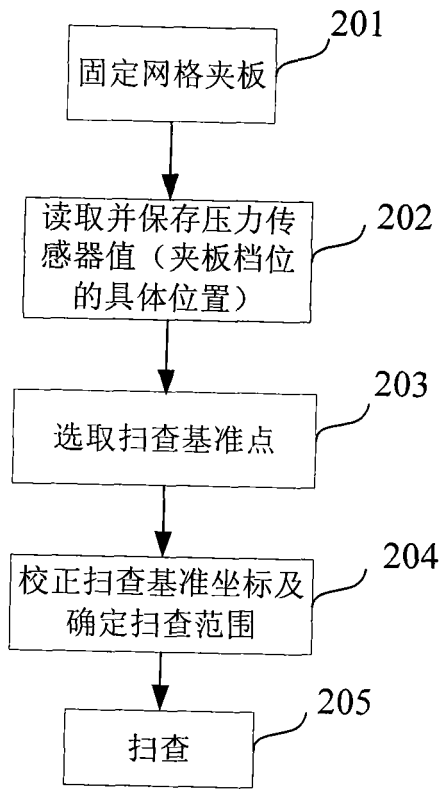 201
固定网格夹板
读取并保存压力传
感器值（夹板档位
的具体位置）
202
203
选取扫查基准点
校正扫查基准坐标及
确定扫查范围
204
205
扫查